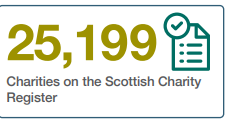 25,199
Charities on the Scottish Charity
Register